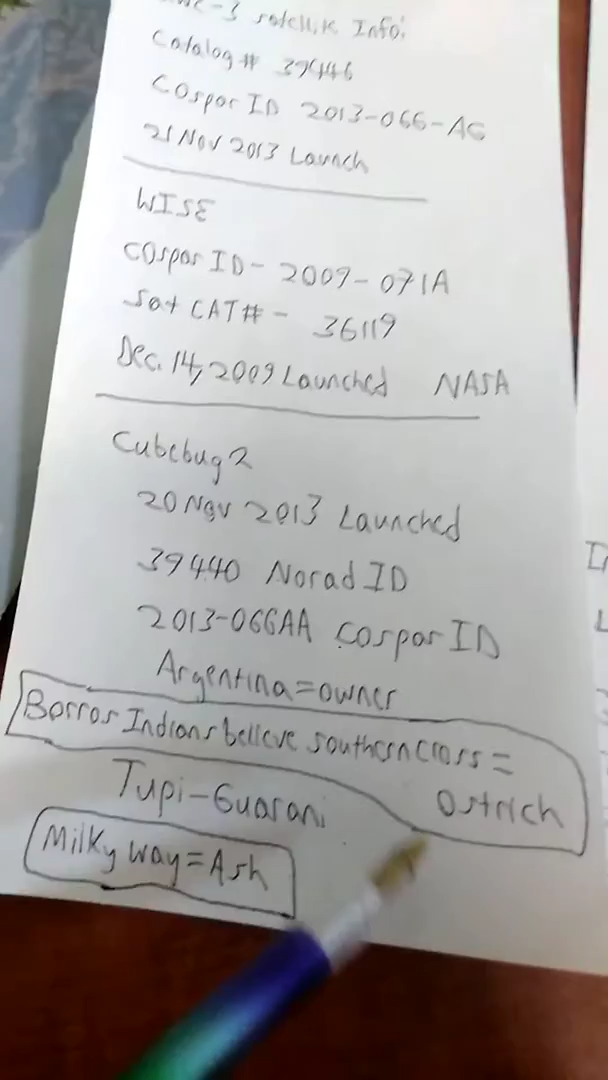 -3 Satellik Info:
Catalog# 39446
COspar ID 2013-066-AG
21 Nov 2013 Launch
WISE
COspar ID- 2009-071A
Sat CAT# - 36119
Dec. 14, 2009 Launched NASA
Cubebug 2
20 Nov 2013 Launched
39440 Norad ID
2013-066AA Cospar ID
Argentina=owner
Borros Indians believe southern cross =
Ostrich
Tupi-Guarani
Milky Way=Ash